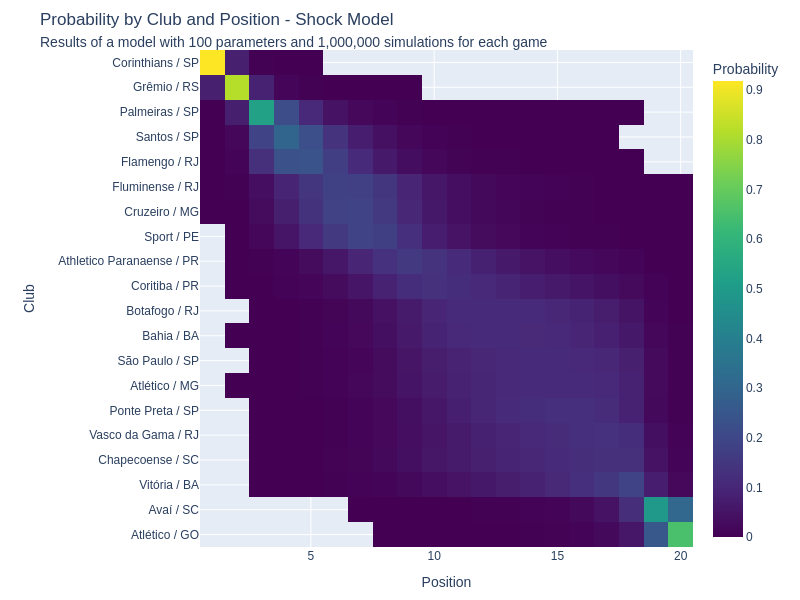 Probability by Club and Position - Shock Model
Results of a model with 100 parameters and 1,000,000 simulations for each game
Probability
Corinthians / SP
Grêmio / RS
Palmeiras / SP
Santos / SP
Flamengo / RJ
Fluminense / RJ
Cruzeiro / MG
Sport / PE
Athletico Paranaense / PR
Coritiba / PR
Botafogo / RJ
Bahia / BA
São Paulo / SP
Atlético / MG
Ponte Preta / SP
Vasco da Gama / RJ
Chapecoense / SC
Vitória / BA
Avaí / SC
Atlético / GO
Club
5
10
15
20
Position
0.9
0.8
0.7
0.6
0.5
0.4
0.3
0.2
0.1
0